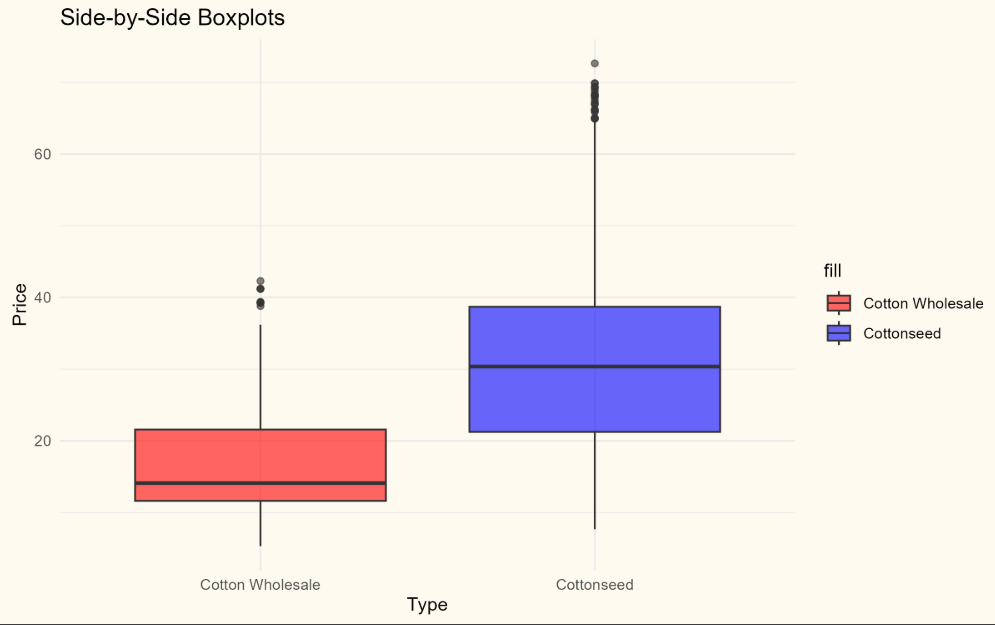 Side-by-Side Boxplots
60
40
20
Price
Cotton Wholesale
Cottonseed
Type
fill
Cotton Wholesale
Cottonseed